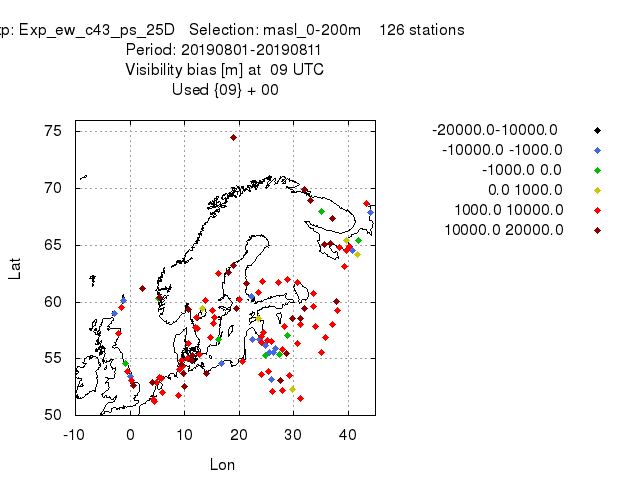 p: Exp_ew_c43_ps_25D Selection: masl_0-200m 126 stations
Period: 20190801-20190811
Visibility bias [m] at 09 UTC
Used {09} + 00
-20000.0-10000.0
-10000.0 -1000.0
-1000.0 0.0
0.0 1000.0
1000.0 10000.0
10000.0 20000.0
75
70
65
60
55
50
Lat
-10 0 10 20 30 40
Lon